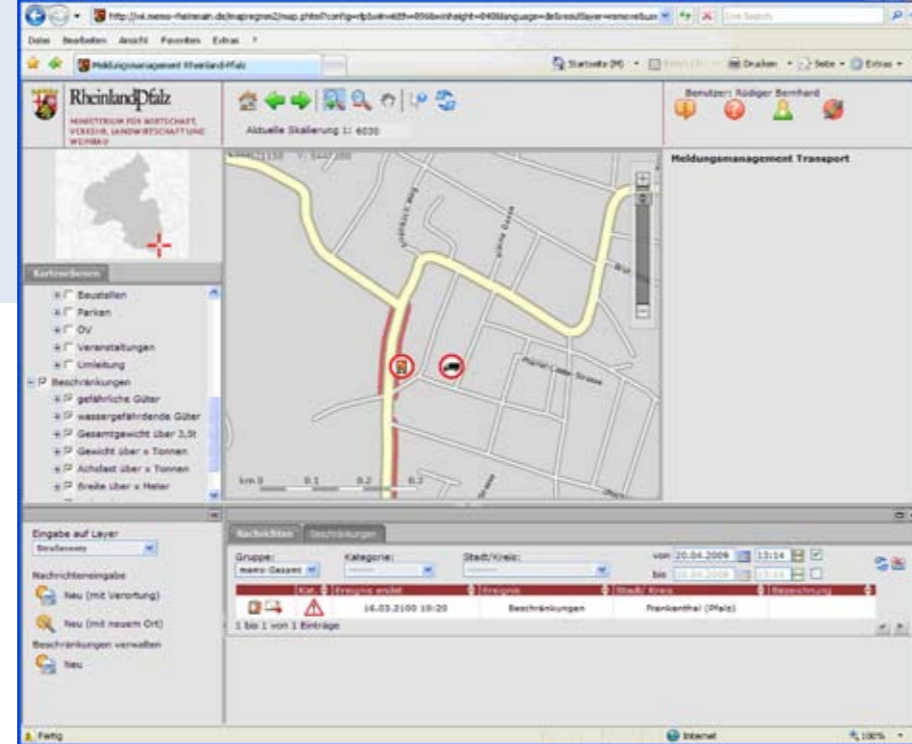 Datei Bearbeiten Ansicht Favoriten Extras ?
Meldungsmanagement Rheinland-Pfalz
Startseite (M)
Drucken
Seite
Extras
RheinlandPfalz
MINISTERIUM FÜR WIRTSCHAFT,
VERKEHR, LANDWIRTSCHAFT UND
WEINBAU
Aktuelle Skalierung 1: 6030
Benutzer: Rüdiger Bernhard
Meldungsmanagement Transport
Kartenebenen
Baustellen
Parken
ÖV
Veranstaltungen
Umleitung
Beschränkungen
gefährliche Güter
wassergefährdende Güter
Gesamtgewicht über 3,5t
Gewicht über x Tonnen
Achslast über x Tonnen
Breite über x Meter
km 0 0.1 0.2 0.3
Eingabe auf Layer
Nachrichteneingabe
Neu (mit Verortung)
Neu (mit neuem Ort)
Beschränkungen verwalten
Neu
Nachrichten Beschränkungen
Gruppe: Kategorie: Stadt/Kreis: von 20.04.2009 13:14
bis
Kat. Ereignis endet Ereignis Stadt/ Kreis Bezeichnung
16.03.2100 10:20 Beschränkungen Frankenthal (Pfalz)
1 bis 1 von 1 Einträge
Fertig
Internet
100%